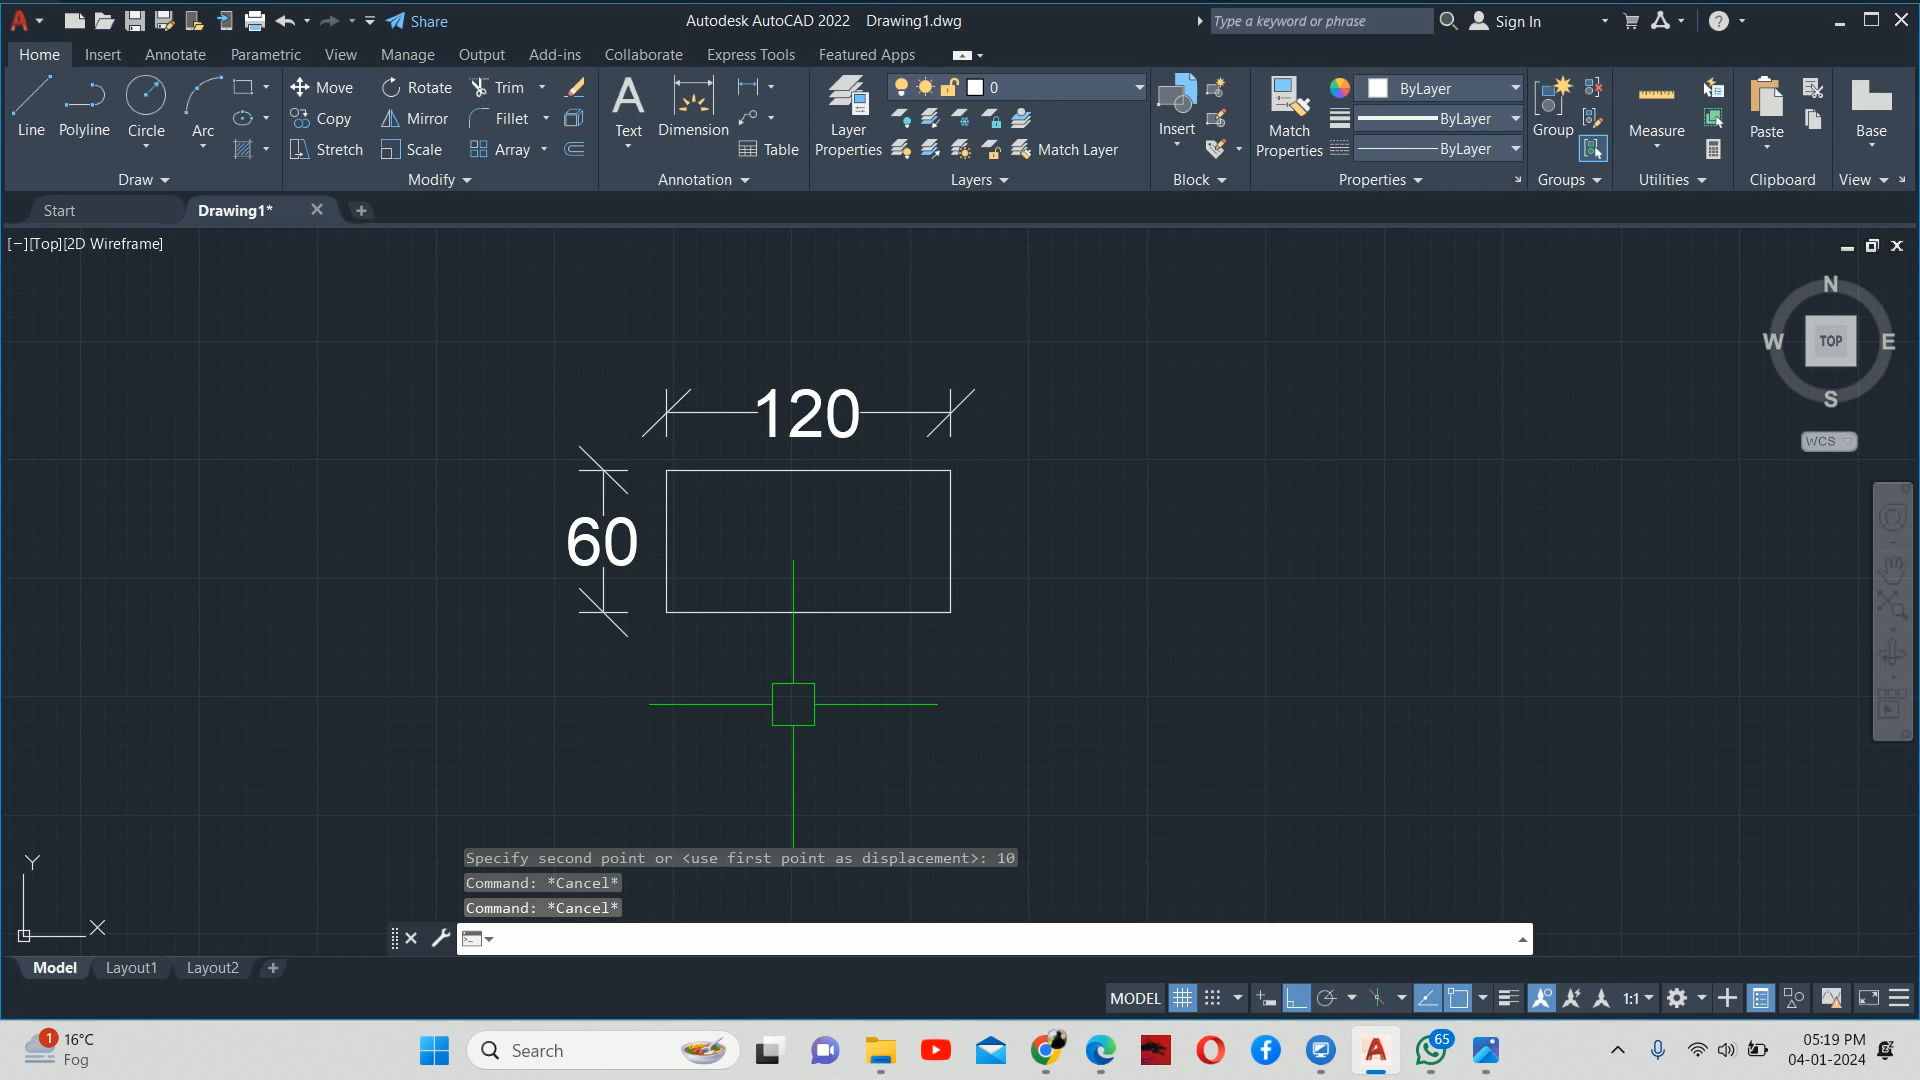 Share
Autodesk AutoCAD 2022 Drawing1.dwg
Type a keyword or phrase
Sign In
Home Insert Annotate Parametric View Manage Output Add-ins Collaborate Express Tools Featured Apps
Line Polyline Circle Arc
Draw
Move Rotate Trim
Copy Mirror Fillet
Stretch Scale Array
Modify
Text Dimension Table
Annotation
Layer Properties
0
Match Layer
Layers
Insert
Block
Match Properties
ByLayer
ByLayer
ByLayer
Properties
Group
Groups
Measure
Utilities
Paste
Clipboard
Base
View
Start Drawing1*
[−][Top][2D Wireframe]
N
W TOP E
S
WCS
120
60
Y
X
Specify second point or <use first point as displacement>: 10
Command: *Cancel*
Command: *Cancel*
Model Layout1 Layout2
MODEL 1:1
1
16°C
Fog
Search
65
05:19 PM
04-01-2024